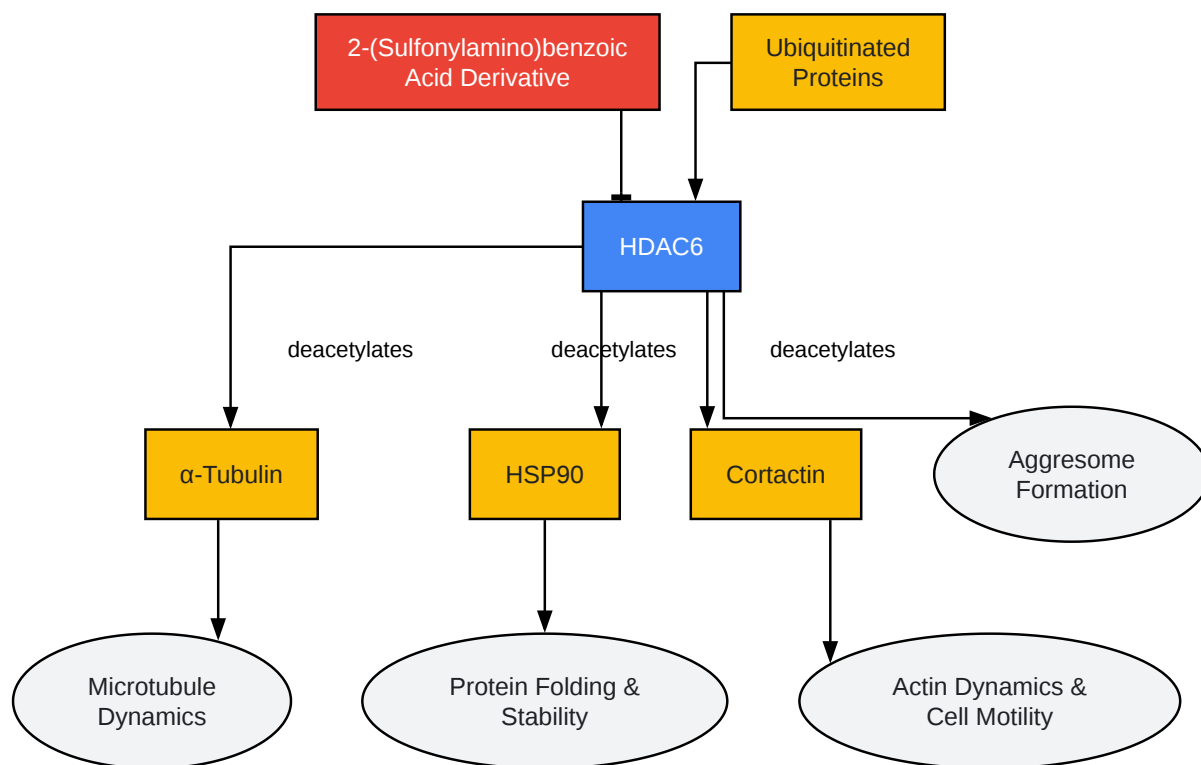 2-(Sulfonylamino)benzoic
Acid Derivative
Ubiquitinated
Proteins
HDAC6
deacetylates
deacetylates
deacetylates
α-Tubulin
HSP90
Cortactin
Aggresome
Formation
Microtubule
Dynamics
Protein Folding &
Stability
Actin Dynamics &
Cell Motility